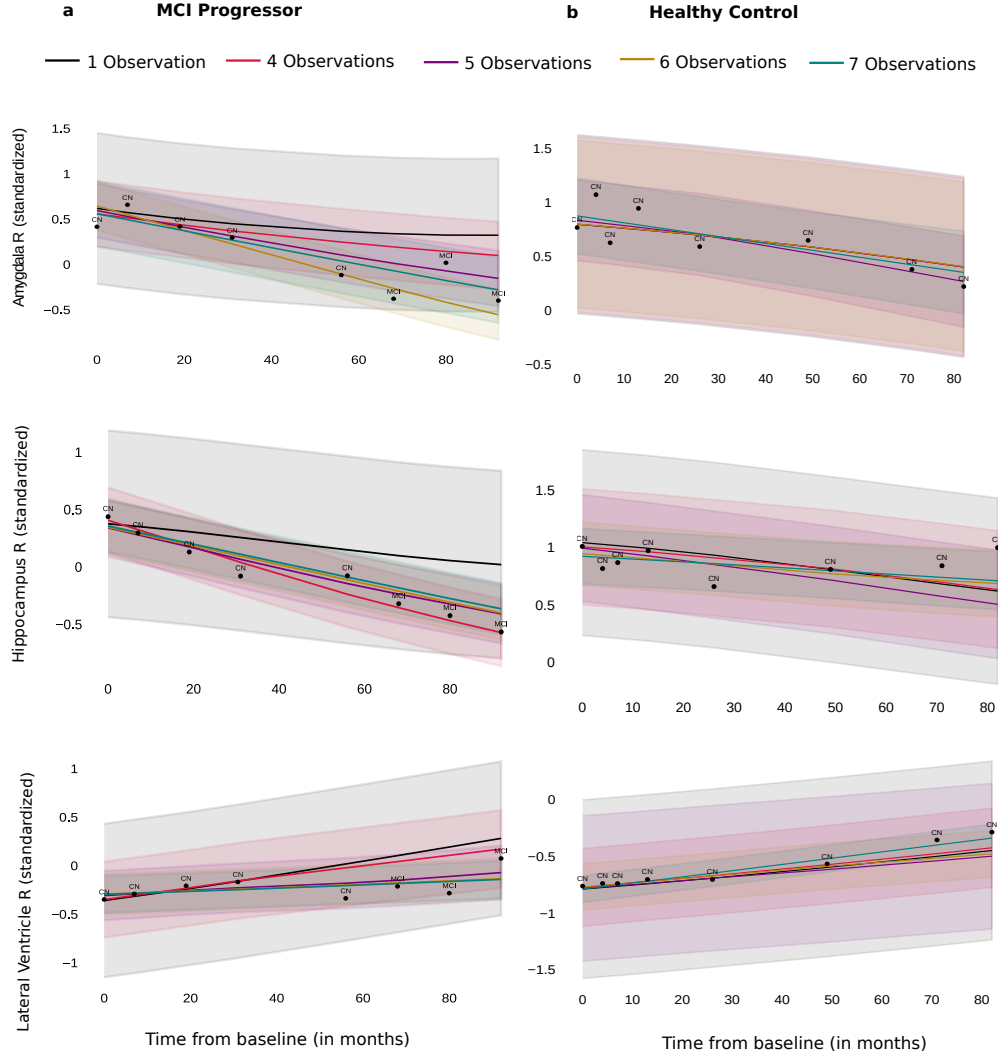 a MCI Progressor
b Healthy Control
1 Observation 4 Observations 5 Observations 6 Observations 7 Observations
Amygdala R (standardized)
1.5
1
0.5
0
−0.5
CN CN CN CN CN MCI MCI MCI
0 20 40 60 80
1.5
1
0.5
0
−0.5
CN CN CN CN CN CN CN CN
0 10 20 30 40 50 60 70 80
Hippocampus R (standardized)
1
0.5
0
−0.5
CN CN CN CN CN MCI MCI MCI
0 20 40 60 80
1.5
1
0.5
0
CN CN CN CN CN CN CN CN
0 10 20 30 40 50 60 70 80
Lateral Ventricle R (standardized)
1
0.5
0
−0.5
−1
CN CN CN CN CN MCI MCI MCI
0 20 40 60 80
0
−0.5
−1
−1.5
CN CN CN CN CN CN CN CN
0 10 20 30 40 50 60 70 80
Time from baseline (in months)
Time from baseline (in months)